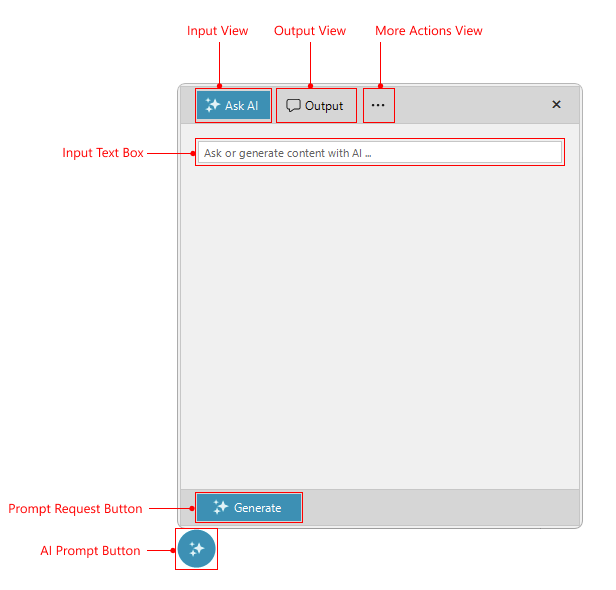 Input View
Output View
More Actions View
Ask AI
Output
Input Text Box
Ask or generate content with AI ...
Prompt Request Button
Generate
AI Prompt Button